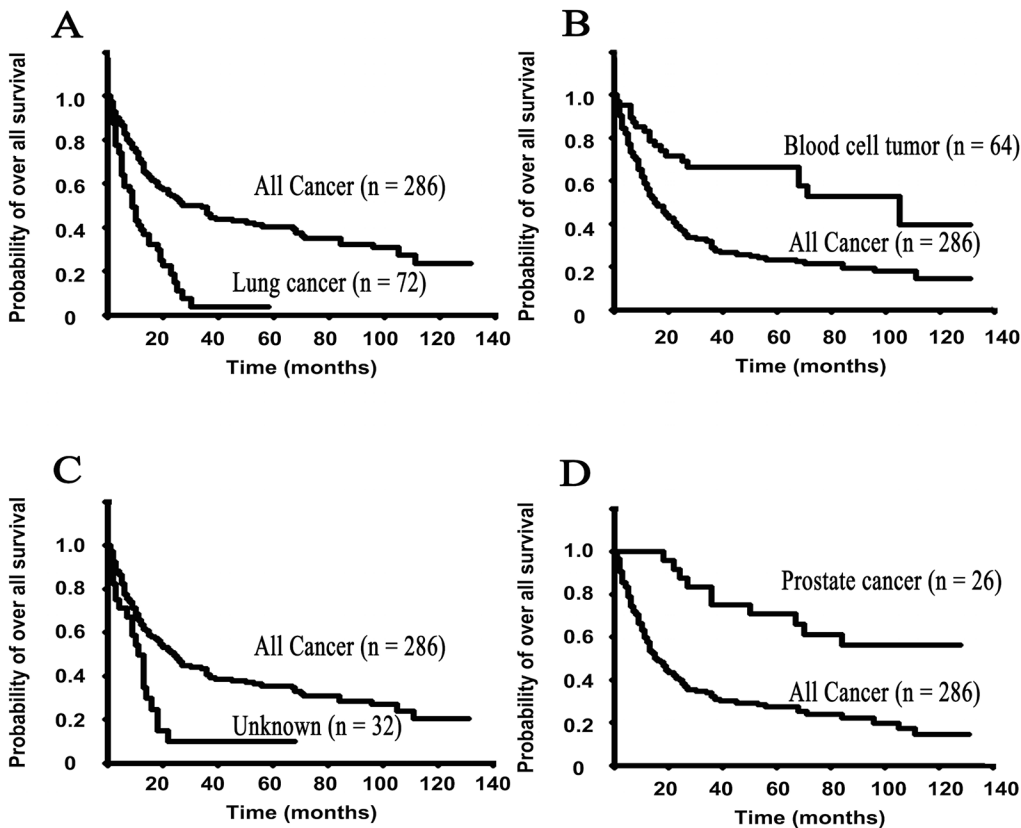 A
Probability of over all survival
1.0
0.8
0.6
0.4
0.2
0
All Cancer (n = 286)
Lung cancer (n = 72)
20 40 60 80 100 120 140
Time (months)
B
Probability of over all survival
1.0
0.8
0.6
0.4
0.2
0
Blood cell tumor (n = 64)
All Cancer (n = 286)
20 40 60 80 100 120 140
Time (months)
C
Probability of over all survival
1.0
0.8
0.6
0.4
0.2
0
All Cancer (n = 286)
Unknown (n = 32)
20 40 60 80 100 120 140
Time (months)
D
Probability of over all survival
1.0
0.8
0.6
0.4
0.2
0
Prostate cancer (n = 26)
All Cancer (n = 286)
20 40 60 80 100 120 140
Time (months)